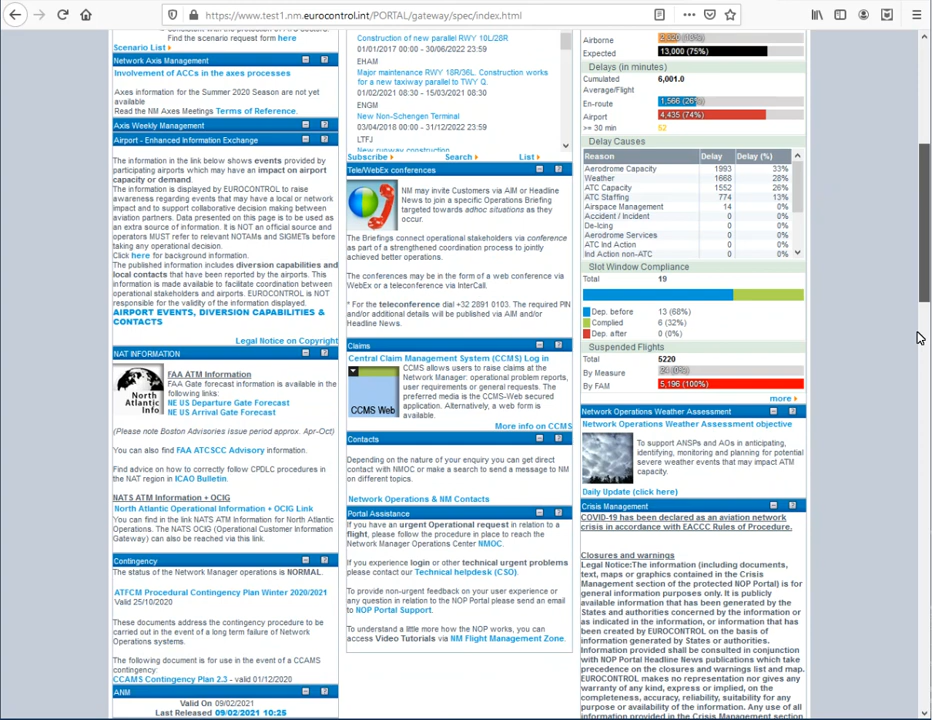 https://www.test1.nm.eurocontrol.int/PORTAL/gateway/spec/index.html
Find the scenario request form here
Scenario List
Network Axis Management
Involvement of ACCs in the axes processes
Axes information for the Summer 2020 Season are not yet
available
Read the NM Axes Meetings Terms of Reference.
Axis Weekly Management
Airport - Enhanced Information Exchange
The information in the link below shows events provided by
participating airports which may have an impact on airport
capacity or demand.
The information is displayed by EUROCONTROL to raise
awareness regarding events that may have a local or network
impact and to support collaborative decision making between
aviation partners. Data presented on this page is to be used as
an extra source of information. It is NOT an official source and
operators MUST refer to relevant NOTAMs and SIGMETs before
taking any operational decision.
Click here for background information.
The published information includes diversion capabilities and
local contacts that have been reported by the airports. This
information is made available to facilitate coordination between
operational stakeholders and airports. EUROCONTROL is NOT
responsible for the validity of the information displayed.
AIRPORT EVENTS, DIVERSION CAPABILITIES &
CONTACTS
Legal Notice on Copyright
NAT INFORMATION
North
Atlantic
Info
FAA ATM Information
FAA Gate forecast information is available in the
following links:
NE US Departure Gate Forecast
NE US Arrival Gate Forecast
(Please note Boston Advisories issue period approx. Apr-Oct)
You can also find FAA ATCSCC Advisory information.
Find advice on how to correctly follow CPDLC procedures in
the NAT region in ICAO Bulletin.
NATS ATM Information + OCIG
North Atlantic Operational Information + OCIG Link
You can find in the link NATS ATM Information for North Atlantic
Operations. The NATS OCIG (Operational Customer Information
Gateway) can also be reached via this link.
Contingency
The status of the Network Manager operations is NORMAL.
ATFCM Procedural Contingency Plan Winter 2020/2021
Valid 25/10/2020
These documents address the contingency procedure to be
carried out in the event of a long term failure of Network
Operations systems.
The following document is for use in the event of a CCAMS
contingency:
CCAMS Contingency Plan 2.3 - valid 01/12/2020
ANM
Valid On 09/02/2021
Last Released 09/02/2021 10:25
Construction of new parallel RWY 10L/28R
01/01/2017 00:00 - 30/06/2022 23:59
EHAM
Major maintenance RWY 18R/36L. Construction works
for a new taxiway parallel to TWY Q.
01/02/2021 08:30 - 15/03/2021 08:30
ENGM
New Non-Schengen Terminal
03/04/2018 00:00 - 31/12/2022 23:59
LTFJ
New runway construction
Subscribe
Search
List
Tele/WebEx conferences
NM may invite Customers via AIM or Headline
News to join a specific Operations Briefing
targeted towards adhoc situations as they
occur.
The Briefings connect operational stakeholders via conference
as part of a strengthened coordination process to jointly
achieved better operations.
The conferences may be in the form of a web conference via
WebEx or a teleconference via InterCall.
* For the teleconference dial +32 2891 0103. The required PIN
and/or additional details will be published via AIM and/or
Headline News.
Claims
Central Claim Management System (CCMS) Log in
CCMS Web
CCMS allows users to raise claims at the
Network Manager: operational problem reports,
user requirements or general requests. The
preferred media is the CCMS-Web secured
application. Alternatively, a web form is
available.
More info on CCMS
Contacts
Depending on the nature of your enquiry you can get direct
contact with NMOC or make a search to send a message to NM
on different topics.
Network Operations & NM Contacts
Portal Assistance
If you have an urgent Operational request in relation to a
flight, please follow the procedure in place to reach the
Network Manager Operations Center NMOC.
If you experience login or other technical urgent problems
please contact our Technical helpdesk (CSO).
To provide non-urgent feedback on your user experience or
any question in relation to the NOP Portal please send an email
to NOP Portal Support.
To understand a little more how the NOP works, you can
access Video Tutorials via NM Flight Management Zone.
Airborne
Expected 13,000 (75%)
Delays (in minutes)
Cumulated 6,001.0
Average/Flight
En-route 1,566 (26%)
Airport 4,435 (74%)
>= 30 min 52
Delay Causes
Reason Delay Delay (%)
Aerodrome Capacity 1993 33%
Weather 1668 28%
ATC Capacity 1552 26%
ATC Staffing 774 13%
Airspace Management 14 0%
Accident / Incident 0 0%
De-Icing 0 0%
Aerodrome Services 0 0%
ATC Ind Action 0 0%
Ind Action non-ATC 0 0%
Slot Window Compliance
Total 19
Dep. before 13 (68%)
Complied 6 (32%)
Dep. after 0 (0%)
Suspended Flights
Total 5220
By Measure 24 (0%)
By FAM 5,196 (100%)
more
Network Operations Weather Assessment
Network Operations Weather Assessment objective
To support ANSPs and AOs in anticipating,
identifying, monitoring and planning for potential
severe weather events that may impact ATM
capacity.
Daily Update (click here)
Crisis Management
COVID-19 has been declared as an aviation network
crisis in accordance with EACCC Rules of Procedure.
Closures and warnings
Legal Notice:The information (including documents,
text, maps or graphics contained in the Crisis
Management section of the protected NOP Portal) is for
general information purposes only. It is publicly
available information that has been generated by the
States and authorities concerned by the information or
as indicated in the information, or information that has
been created by EUROCONTROL on the basis of
information generated by States or authorities.
Information provided shall be consulted in conjunction
with NOP Portal Headline News publications which take
precedence on the closures and warnings list and map.
EUROCONTROL makes no representation nor gives any
warranty of any kind, express or implied, on the
completeness, accuracy, reliability, suitability for any
purpose or availability of the information. Any use of all